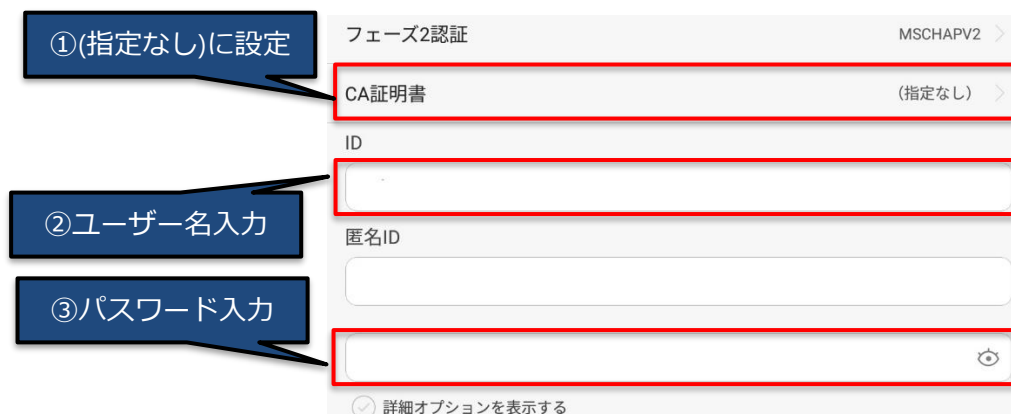 ①(指定なし)に設定
フェーズ2認証
MSCHAPV2
CA証明書
(指定なし)
ID
②ユーザー名入力
匿名ID
③パスワード入力
詳細オプションを表示する